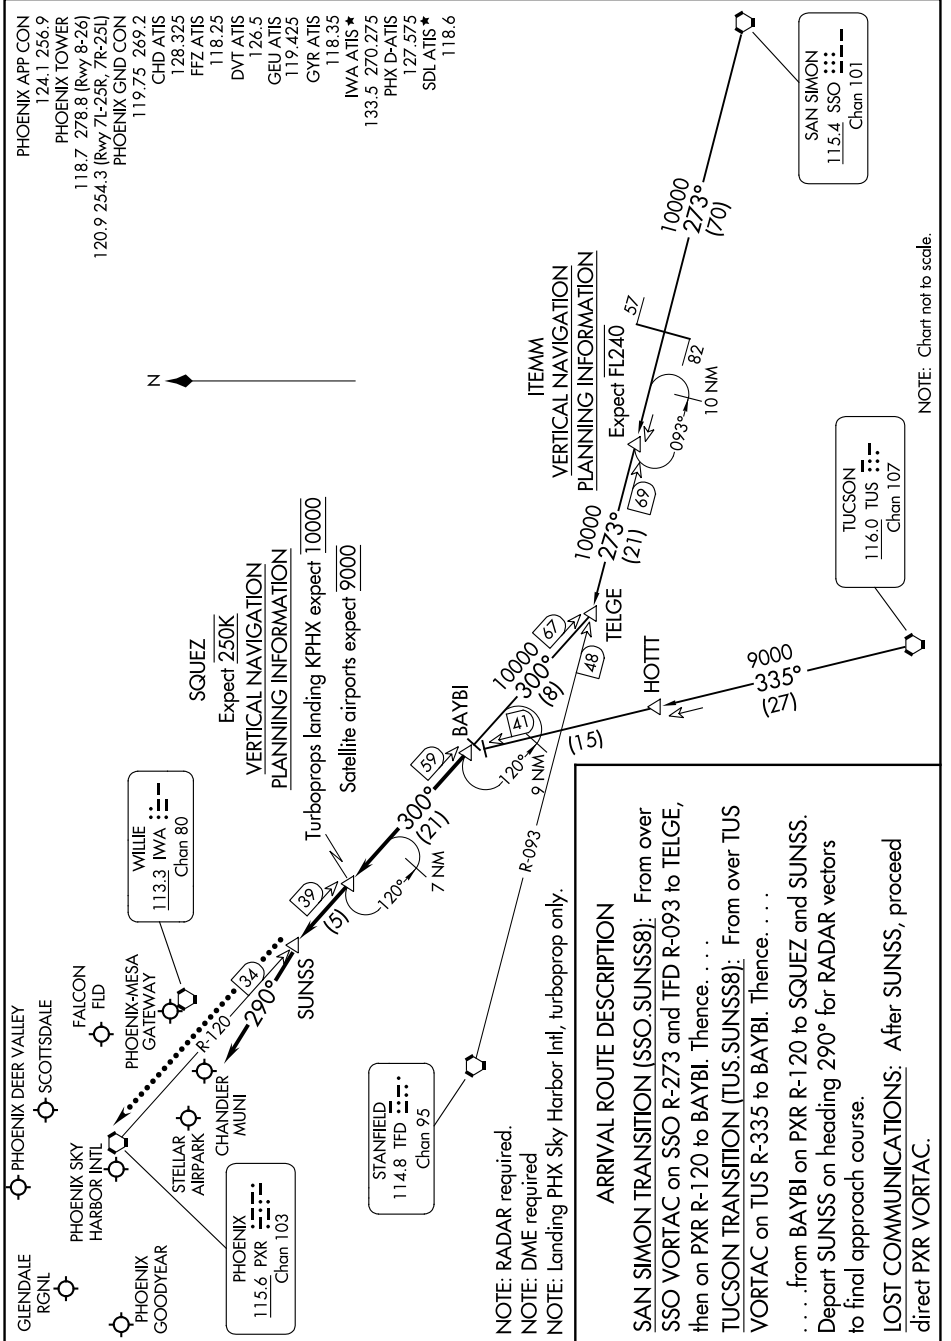 PHOENIX APP CON
124.1 256.9
PHOENIX TOWER
118.7 278.8 (Rwy 8-26)
120.9 254.3 (Rwy 7L-25R, 7R-25L)
PHOENIX GND CON
119.75 269.2
CHD ATIS
128.325
FFZ ATIS
118.25
DVT ATIS
126.5
GEU ATIS
119.425
GYR ATIS
118.35
IWA ATIS★
133.5 270.275
PHX D-ATIS
127.575
SDL ATIS★
118.6
GLENDALE
RGNL
PHOENIX DEER VALLEY
SCOTTSDALE
FALCON
FLD
PHOENIX-MESA
GATEWAY
PHOENIX SKY
HARBOR INTL
PHOENIX
GOODYEAR
STELLAR
AIRPARK
CHANDLER
MUNI
WILLIE
113.3 IWA
Chan 80
PHOENIX
115.6 PXR
Chan 103
STANFIELD
114.8 TFD
Chan 95
TUCSON
116.0 TUS
Chan 107
SAN SIMON
115.4 SSO
Chan 101
N
SQUEZ
Expect 250K
VERTICAL NAVIGATION
PLANNING INFORMATION
Turboprops landing KPHX expect 10000
Satellite airports expect 9000
ITEMM
VERTICAL NAVIGATION
PLANNING INFORMATION
Expect FL240
R-120
34
290°
SUNSS
(5)
39
120°
7 NM
300°
(21)
59
BAYBI
120°
9 NM
41
10000
300°
(8)
67
TELGE
48
R-093
(15)
HOTTT
9000
335°
(27)
10000
273°
(21)
69
093°
10 NM
57
82
10000
273°
(70)
NOTE: Chart not to scale.
NOTE: RADAR required.
NOTE: DME required
NOTE: Landing PHX Sky Harbor Intl, turboprop only.
ARRIVAL ROUTE DESCRIPTION
SAN SIMON TRANSITION (SSO.SUNSS8): From over
SSO VORTAC on SSO R-273 and TFD R-093 to TELGE,
then on PXR R-120 to BAYBI. Thence. . . .
TUCSON TRANSITION (TUS.SUNSS8): From over TUS
VORTAC on TUS R-335 to BAYBI. Thence. . . .
. . . .from BAYBI on PXR R-120 to SQUEZ and SUNSS.
Depart SUNSS on heading 290° for RADAR vectors
to final approach course.
LOST COMMUNICATIONS: After SUNSS, proceed
direct PXR VORTAC.